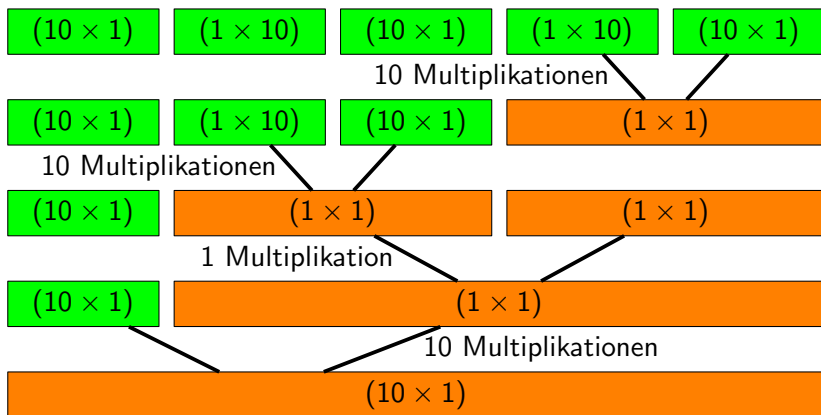 (10 × 1) (1 × 10) (10 × 1) (1 × 10) (10 × 1)
10 Multiplikationen
(10 × 1) (1 × 10) (10 × 1) (1 × 1)
10 Multiplikationen
(10 × 1) (1 × 1) (1 × 1)
1 Multiplikation
(10 × 1) (1 × 1)
10 Multiplikationen
(10 × 1)